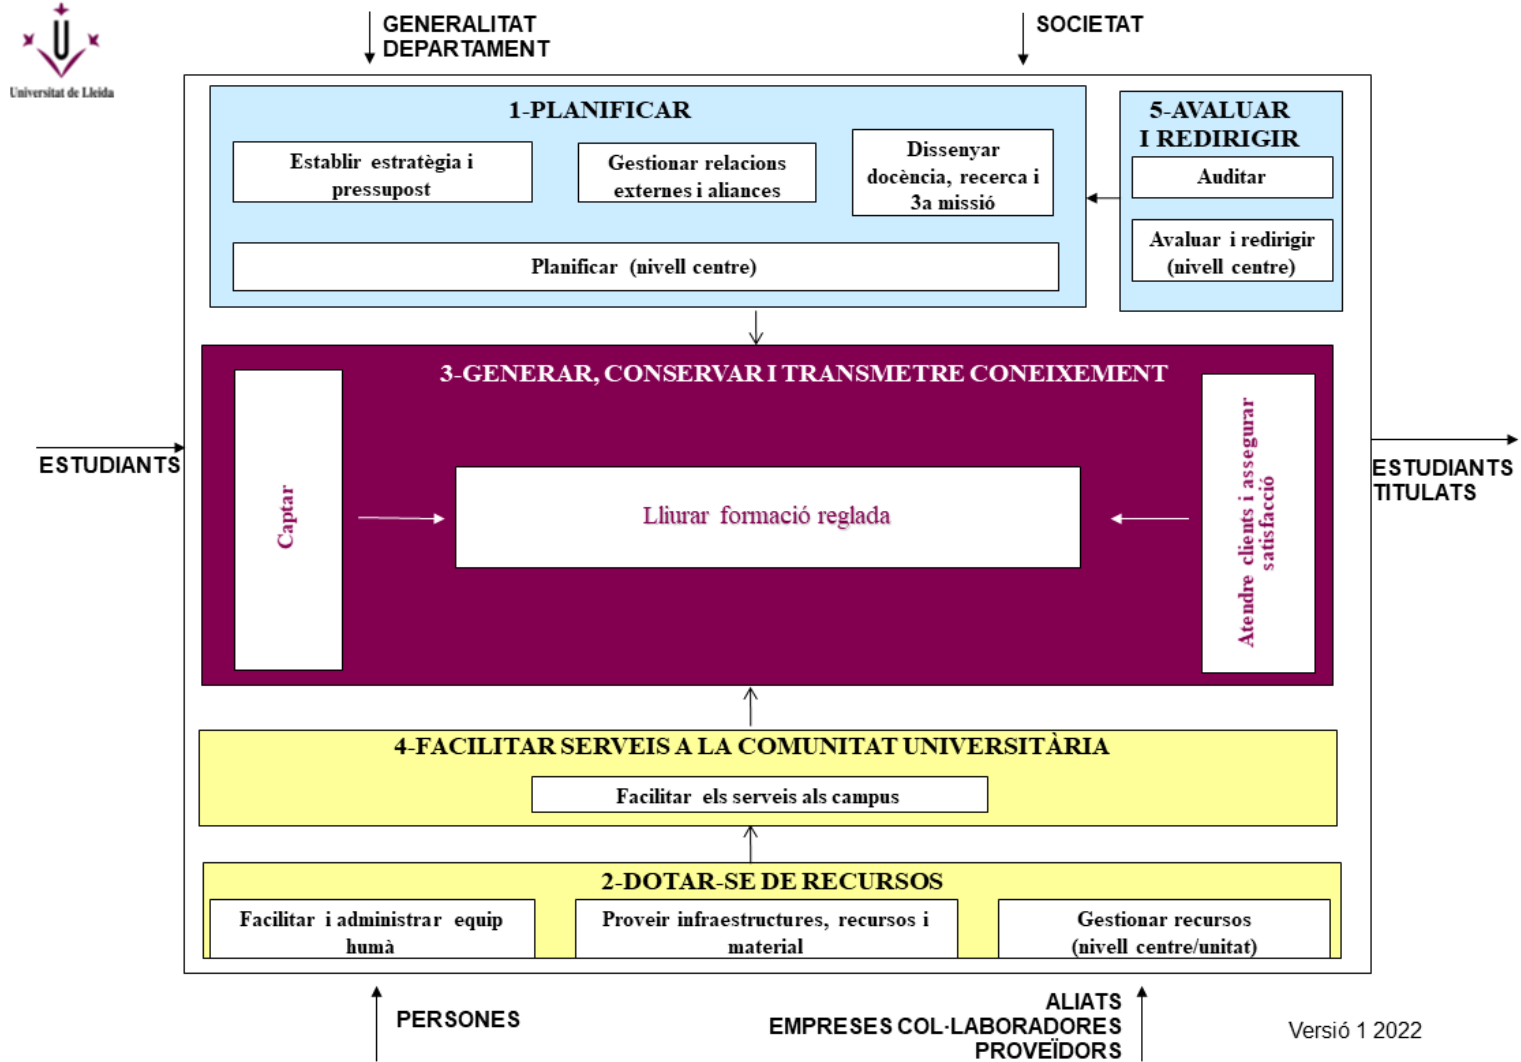 Universitat de Lleida
GENERALITAT
DEPARTAMENT
SOCIETAT
1-PLANIFICAR
Establir estratègia i
pressupost
Gestionar relacions
externes i aliances
Dissenyar
docència, recerca i
3a missió
Planificar (nivell centre)
5-AVALUAR
I REDIRIGIR
Auditar
Avaluar i redirigir
(nivell centre)
3-GENERAR, CONSERVAR I TRANSMETRE CONEIXEMENT
ESTUDIANTS
Captar
Lliurar formació reglada
Atendre clients i assegurar
satisfacció
ESTUDIANTS
TITULATS
4-FACILITAR SERVEIS A LA COMUNITAT UNIVERSITÀRIA
Facilitar els serveis als campus
2-DOTAR-SE DE RECURSOS
Facilitar i administrar equip
humà
Proveir infraestructures, recursos i
material
Gestionar recursos
(nivell centre/unitat)
PERSONES
ALIATS
EMPRESES COL·LABORADORES
PROVEÏDORS
Versió 1 2022